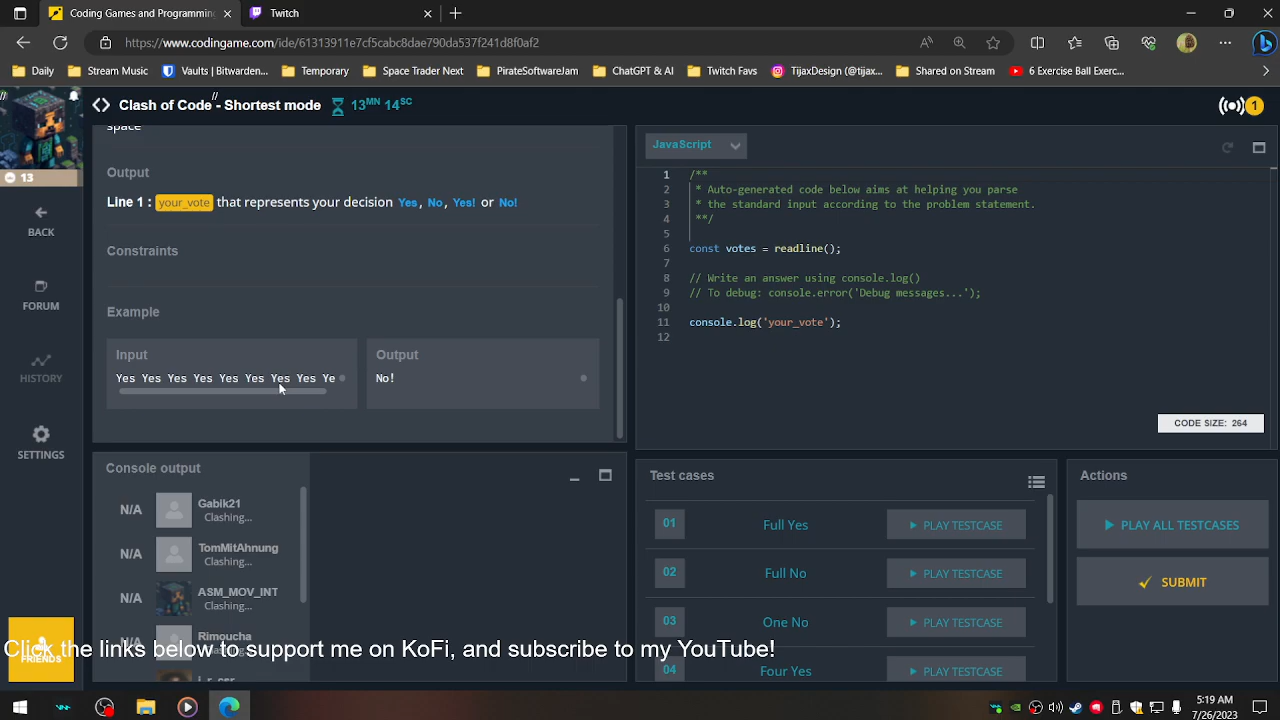 Coding Games and Programming
Twitch
https://www.codingame.com/ide/61313911e7cf5cabc8dae790da537f241d8f0af2
Daily
Stream Music
Vaults | Bitwarden...
Temporary
Space Trader Next
PirateSoftwareJam
ChatGPT & AI
Twitch Favs
TijaxDesign (@tijax...
Shared on Stream
6 Exercise Ball Exerc...
// //
Clash of Code - Shortest mode
13MN 14SC
1
13
BACK
FORUM
HISTORY
SETTINGS
FRIENDS
space
Output
Line 1 : your_vote that represents your decision Yes, No, Yes! or No!
Constraints
Example
Input
Yes Yes Yes Yes Yes Yes Yes Yes Ye
Output
No!
JavaScript
1 /**
2 * Auto-generated code below aims at helping you parse
3 * the standard input according to the problem statement.
4 **/
5
6 const votes = readline();
7
8 // Write an answer using console.log()
9 // To debug: console.error('Debug messages...');
10
11 console.log('your_vote');
12
CODE SIZE: 264
Console output
N/A Gabik21
Clashing...
N/A TomMitAhnung
Clashing...
N/A ASM_MOV_INT
Clashing...
N/A Rimoucha
Clashing...
Test cases
01 Full Yes PLAY TESTCASE
02 Full No PLAY TESTCASE
03 One No PLAY TESTCASE
04 Four Yes PLAY TESTCASE
Actions
PLAY ALL TESTCASES
SUBMIT
Click the links below to support me on KoFi, and subscribe to my YouTube!
5:19 AM
7/26/2023